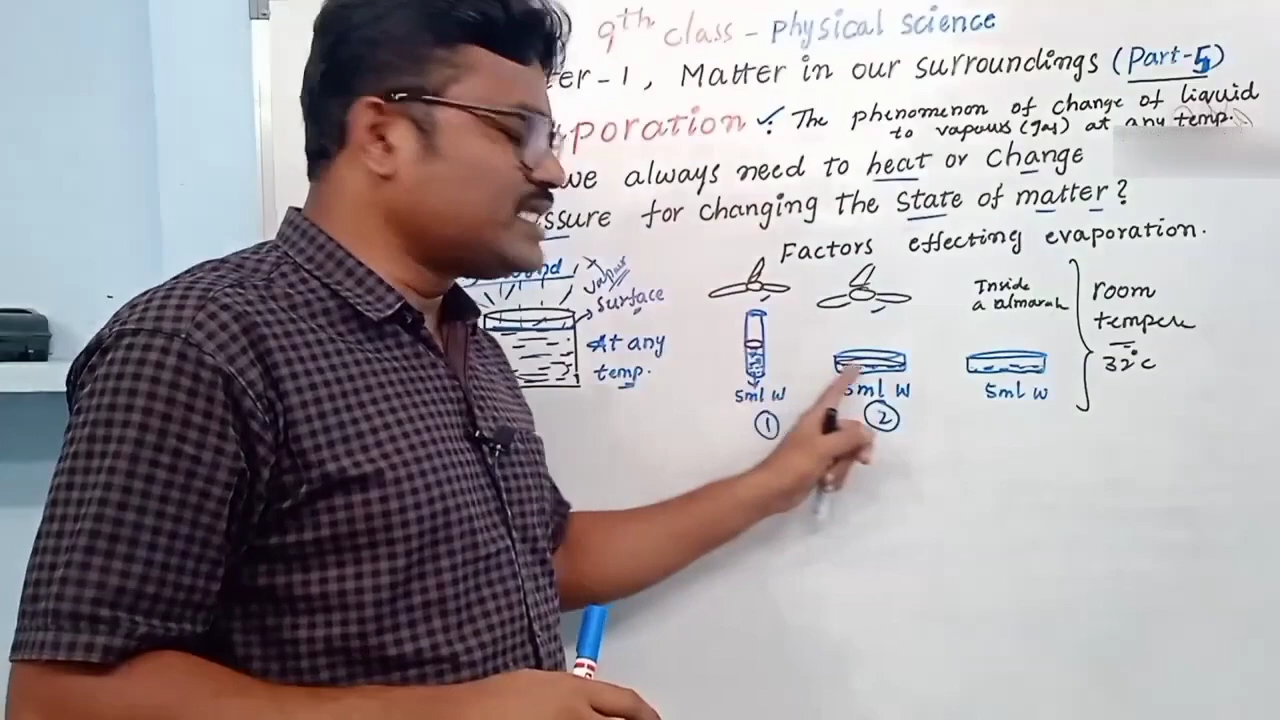 9th class - physical science
ter-1, Matter in our surroundings (Part-5)
poration : The phenomenon of change of liquid
to vapours (gas) at any temp.
we always need to heat or change
ssure for changing the state of matter?
Factors effecting evaporation.
vapour
surface
At any
temp.
5ml W
1
5ml W
2
Inside
a almarah
5ml W
room
tempere
32°c